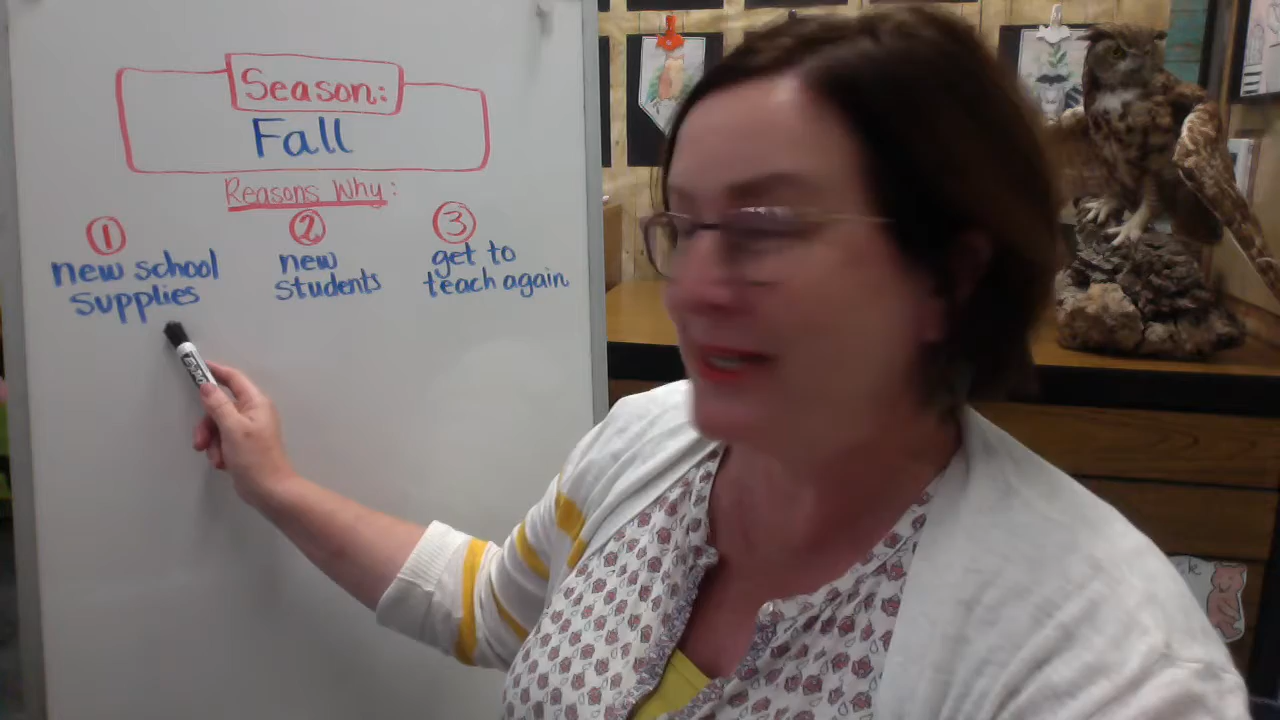 Season:
Fall
Reasons Why:
1
new school
supplies
2
new
students
3
get to
teach again
k